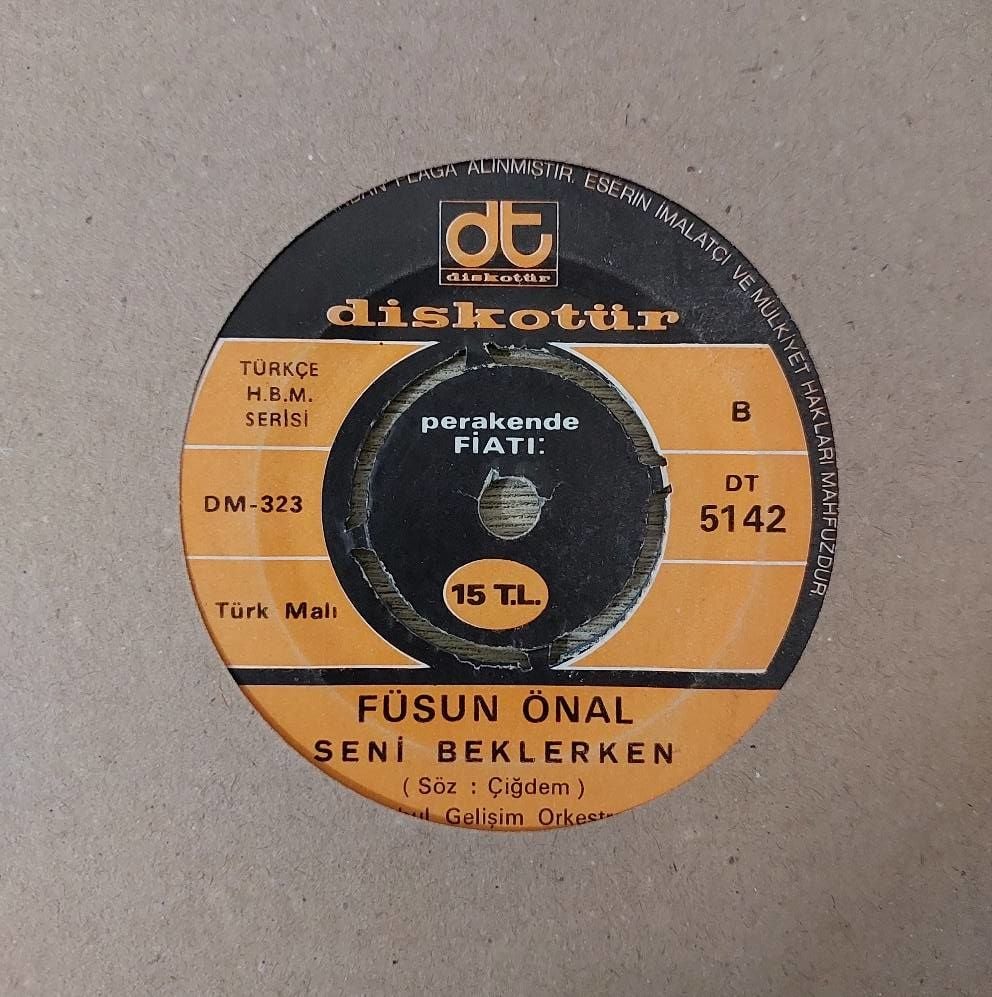 PLAĞA ALINMIŞTIR. ESERİN İMALATÇI VE MÜLKİYET HAKLARI MAHFUZDUR
dt
diskotür
diskotür
TÜRKÇE
H.B.M.
SERİSİ
DM-323
Türk Malı
perakende
FİATI:
15 T.L.
B
DT
5142
FÜSUN ÖNAL
SENİ BEKLERKEN
( Söz : Çiğdem )
Gelişim